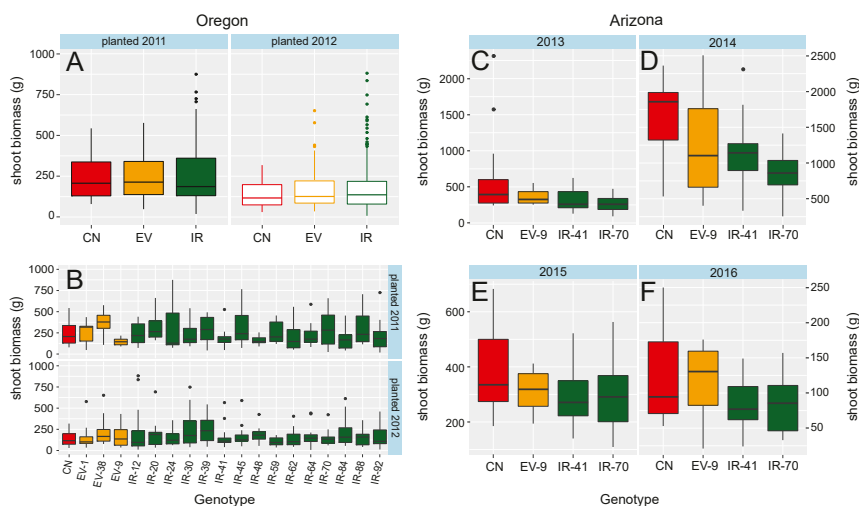 Oregon
Arizona
planted 2011
planted 2012
A
shoot biomass (g)
1000
750
500
250
0
CN
EV
IR
CN
EV
IR
B
shoot biomass (g)
1000
750
500
250
0
planted 2011
1000
750
500
250
0
planted 2012
CN
EV-1
EV-38
EV-9
IR-12
IR-20
IR-24
IR-30
IR-39
IR-41
IR-45
IR-48
IR-59
IR-62
IR-64
IR-70
IR-84
IR-88
IR-92
Genotype
2013
2014
C
shoot biomass (g)
2000
1500
1000
500
0
CN
EV-9
IR-41
IR-70
D
2500
2000
1500
1000
500
shoot biomass (g)
CN
EV-9
IR-41
IR-70
2015
2016
E
shoot biomass (g)
600
400
200
CN
EV-9
IR-41
IR-70
F
250
200
150
100
50
shoot biomass (g)
CN
EV-9
IR-41
IR-70
Genotype